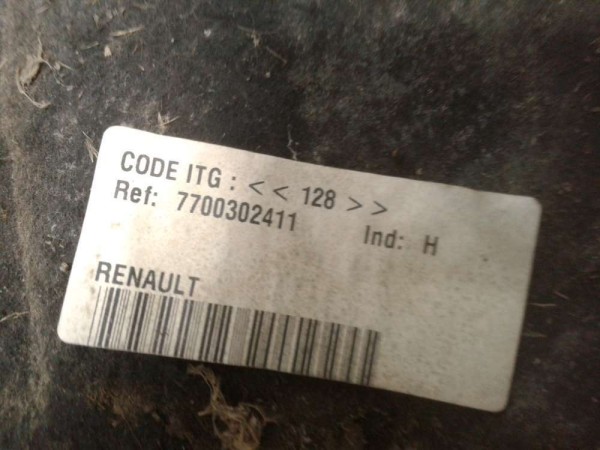 CODE ITG : < < 128 > >
Ref: 7700302411 Ind: H
RENAULT